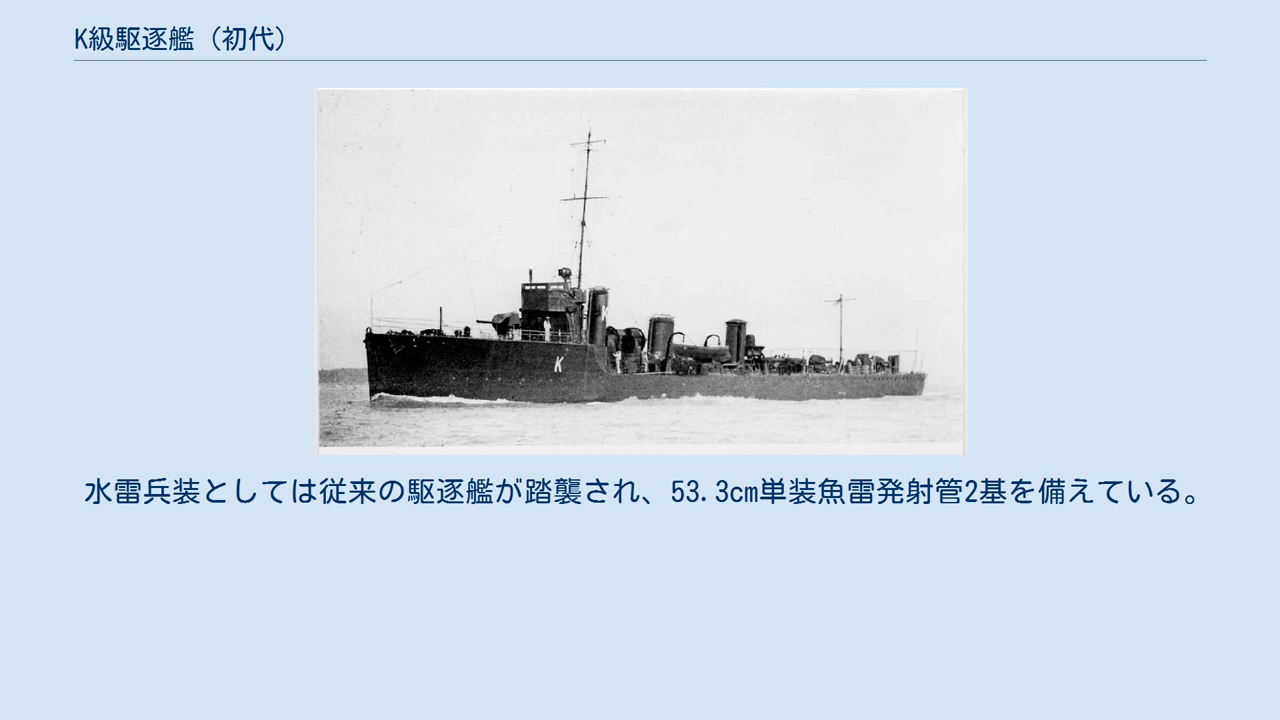 K級駆逐艦（初代）
K
水雷兵装としては従来の駆逐艦が踏襲され、53.3cm単装魚雷発射管2基を備えている。